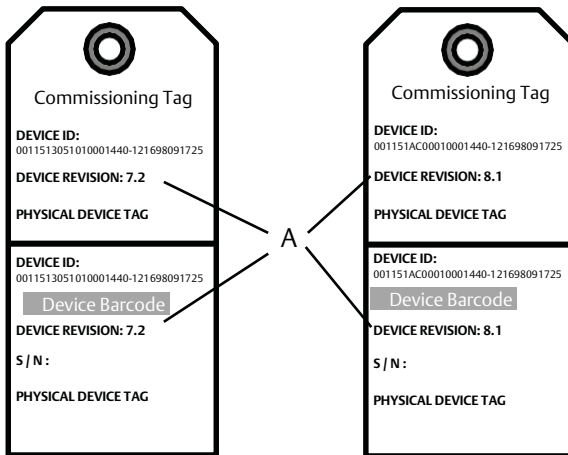 Commissioning Tag
DEVICE ID:
0011513051010001440-121698091725
DEVICE REVISION: 7.2
PHYSICAL DEVICE TAG
DEVICE ID:
0011513051010001440-121698091725
Device Barcode
DEVICE REVISION: 7.2
S / N :
PHYSICAL DEVICE TAG
A
Commissioning Tag
DEVICE ID:
001151AC00010001440-121698091725
DEVICE REVISION: 8.1
PHYSICAL DEVICE TAG
DEVICE ID:
001151AC00010001440-121698091725
Device Barcode
DEVICE REVISION: 8.1
S / N :
PHYSICAL DEVICE TAG